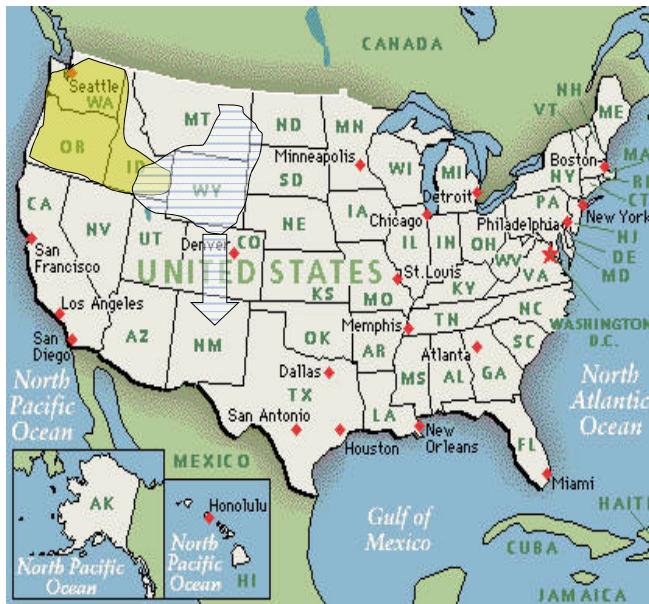 CANADA
Seattle
WA
MT
ND
MN
NH
VT
ME
OR
ID
WY
SD
Minneapolis
WI
MI
Boston
MA
NY
RI
CT
CA
NV
UT
Denver
CO
NE
IA
Chicago
Detroit
PA
New York
Philadelphia
NJ
DE
MD
San
Francisco
UNITED STATES
IL
IN
OH
WV
VA
KS
MO
St.Louis
KY
WASHINGTON
D.C.
Los Angeles
San
Diego
AZ
NM
OK
AR
Memphis
TN
NC
SC
Atlanta
Dallas
TX
MS
AL
GA
North
Pacific
Ocean
San Antonio
Houston
LA
New
Orleans
FL
Miami
North
Atlantic
Ocean
MEXICO
Gulf of
Mexico
AK
North Pacific
Ocean
Honolulu
North
Pacific
Ocean
HI
HAITI
CUBA
JAMAICA